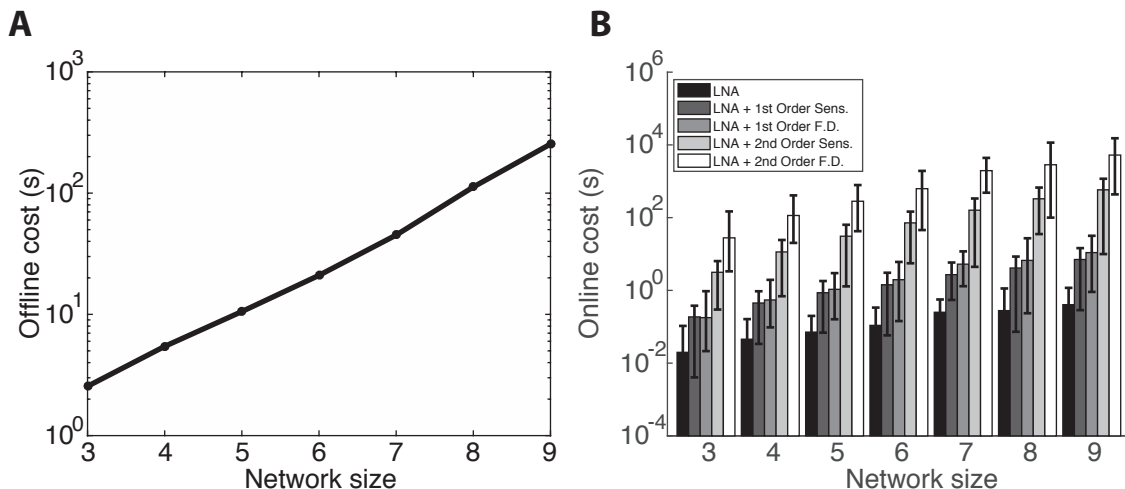 A
Offline cost (s)
10^3
10^2
10^1
10^0
3 4 5 6 7 8 9
Network size
B
Online cost (s)
10^6
10^4
10^2
10^0
10^-2
10^-4
LNA
LNA + 1st Order Sens.
LNA + 1st Order F.D.
LNA + 2nd Order Sens.
LNA + 2nd Order F.D.
3 4 5 6 7 8 9
Network size